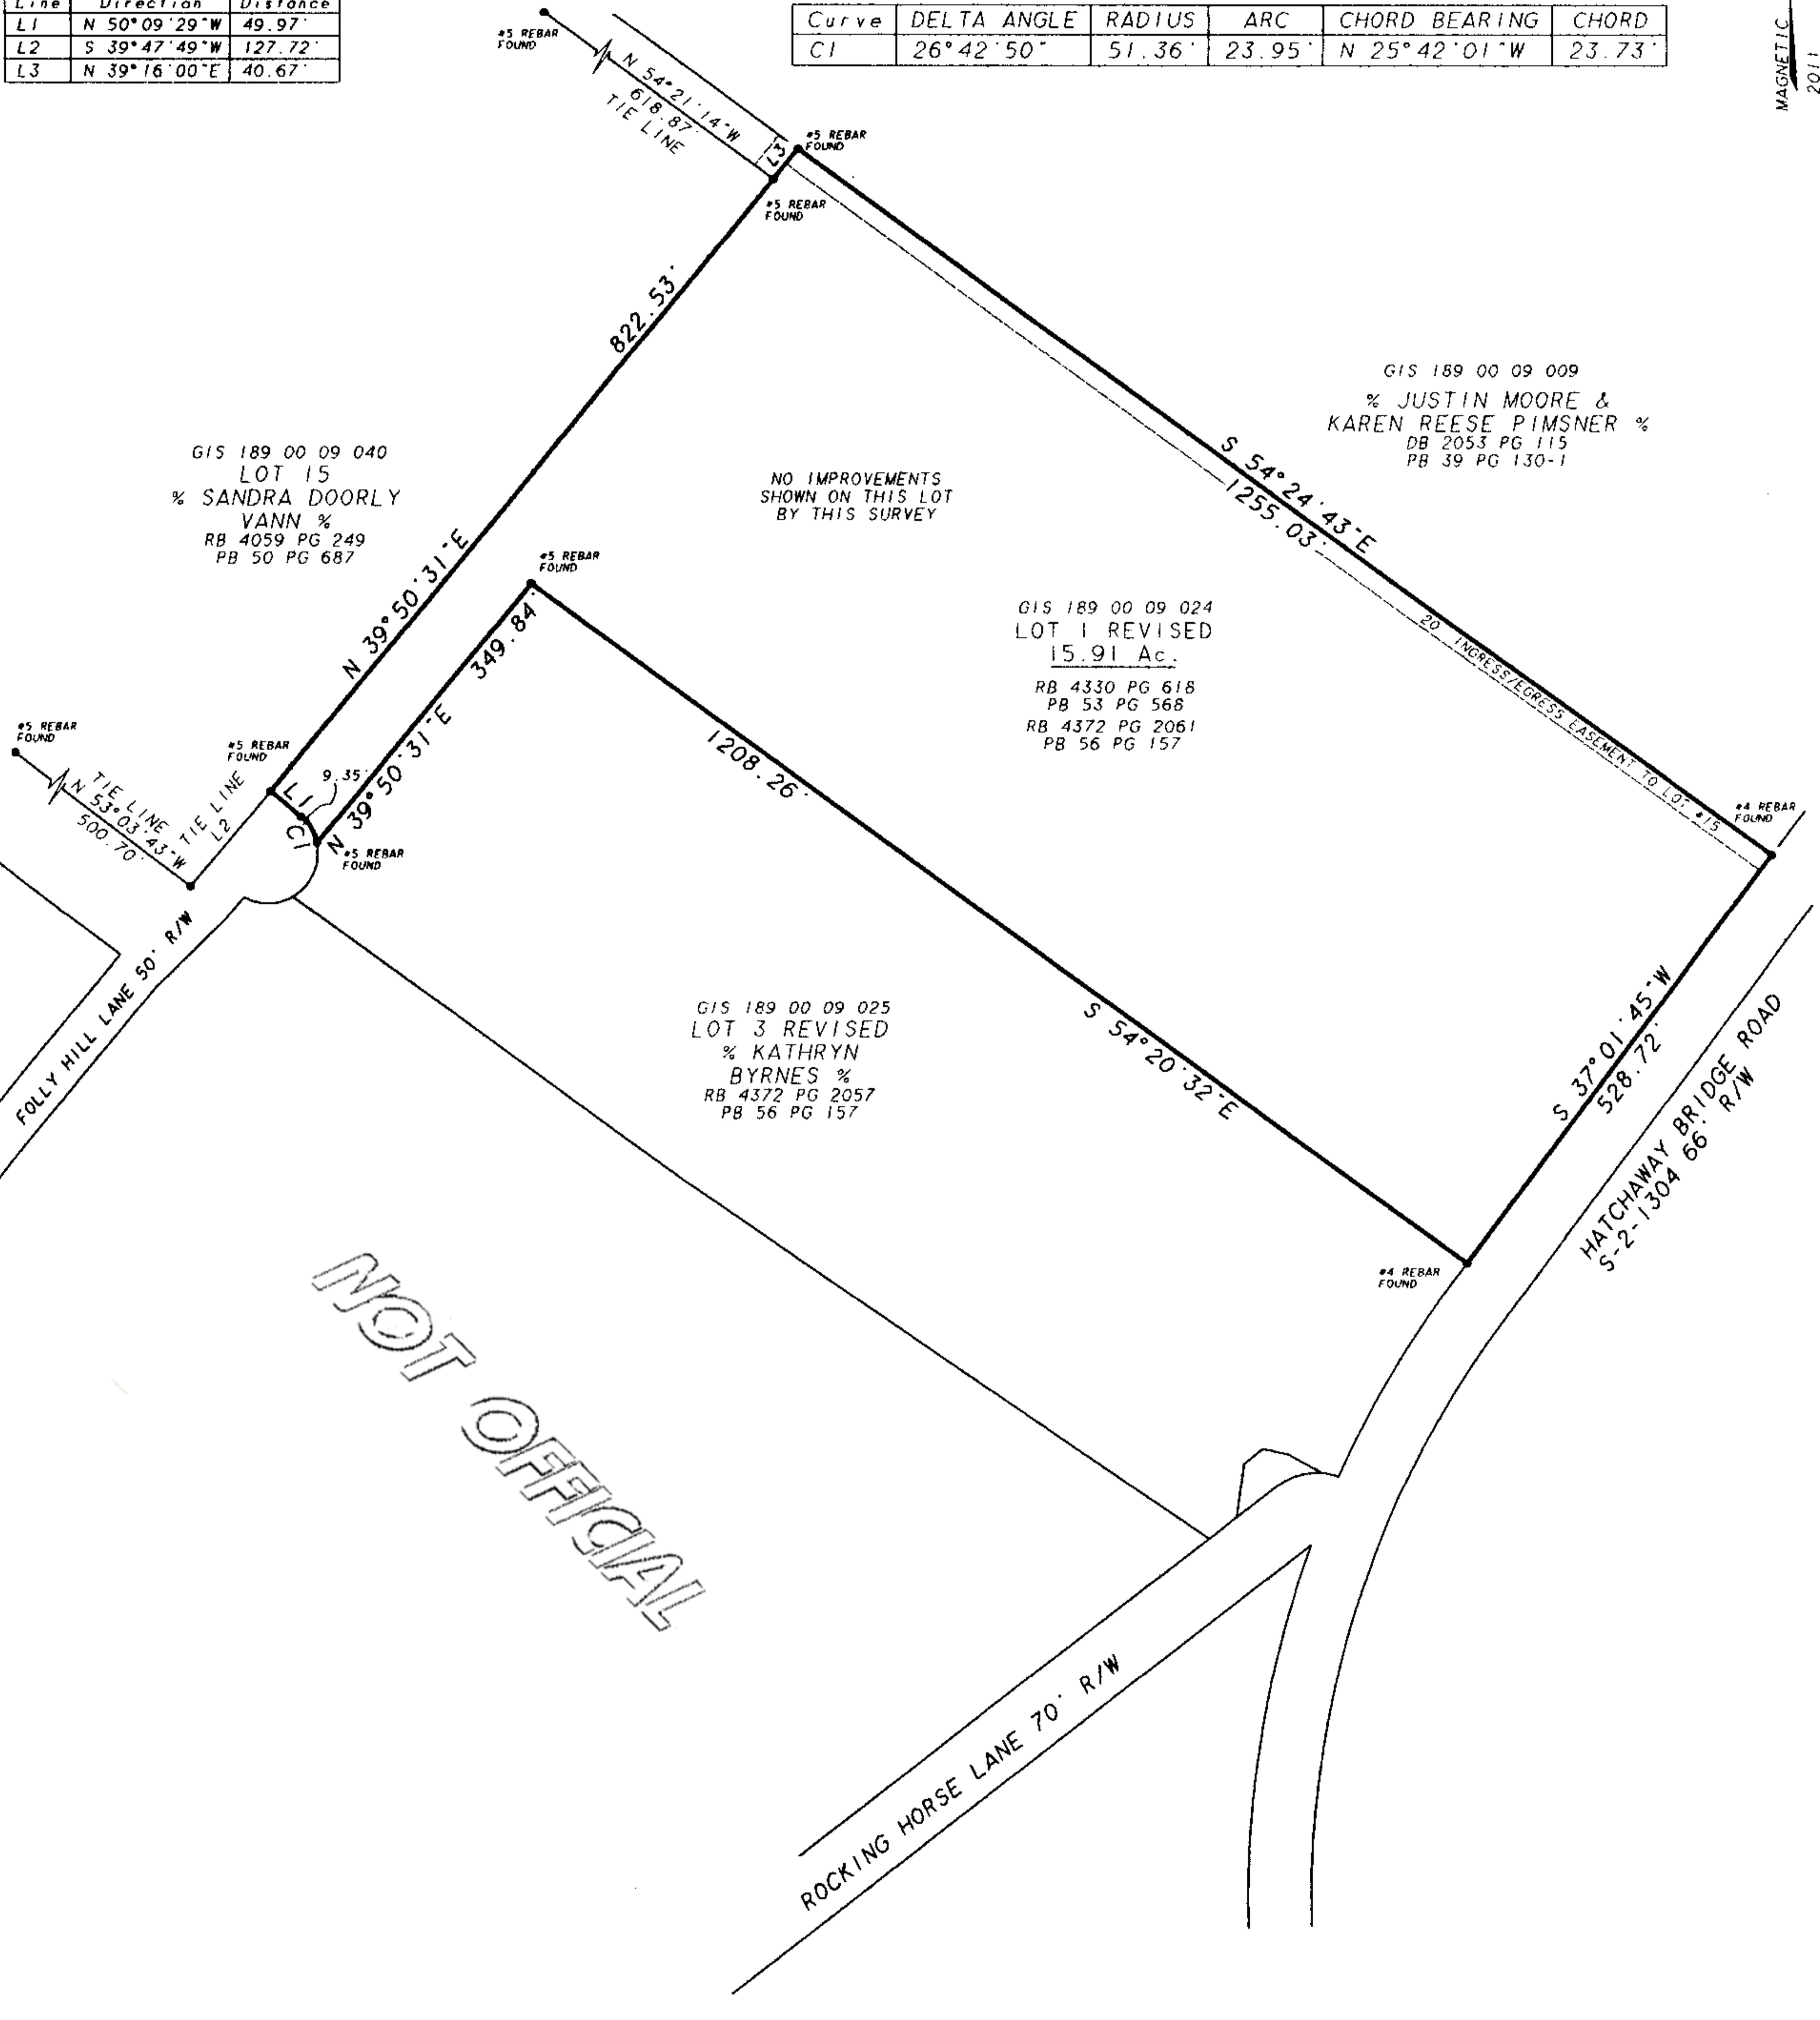 Line Direction Distance
L1 N 50°09'29"W 49.97'
L2 S 39°47'49"W 127.72'
L3 N 39°16'00"E 40.67'
Curve DELTA ANGLE RADIUS ARC CHORD BEARING CHORD
C1 26°42'50" 51.36' 23.95' N 25°42'01"W 23.73'
MAGNETIC
2011
#5 REBAR
FOUND
N 54°21'14"W
618.87'
TIE LINE
L3
#5 REBAR
FOUND
#5 REBAR
FOUND
822.53'
N 39°50'31"E
GIS 189 00 09 009
% JUSTIN MOORE &
KAREN REESE PIMSNER %
DB 2053 PG 115
PB 39 PG 130-1
S 54°24'43"E
1255.03'
GIS 189 00 09 040
LOT 15
% SANDRA DOORLY
VANN %
RB 4059 PG 249
PB 50 PG 687
NO IMPROVEMENTS
SHOWN ON THIS LOT
BY THIS SURVEY
#5 REBAR
FOUND
349.84'
N 39°50'31"E
GIS 189 00 09 024
LOT 1 REVISED
15.91 Ac.
RB 4330 PG 618
PB 53 PG 568
RB 4372 PG 2061
PB 56 PG 157
20' INGRESS/EGRESS EASEMENT TO LOT #15
#4 REBAR
FOUND
#5 REBAR
FOUND
TIE LINE
N 53°03'43"W
500.70'
#5 REBAR
FOUND
TIE LINE
L2
L1
9.35'
C1
#5 REBAR
FOUND
1208.26'
S 54°20'32"E
FOLLY HILL LANE 50' R/W
GIS 189 00 09 025
LOT 3 REVISED
% KATHRYN
BYRNES %
RB 4372 PG 2057
PB 56 PG 157
S 37°01'45"W
528.72'
HATCHAWAY BRIDGE ROAD
S-2-1304 66' R/W
#4 REBAR
FOUND
NOT OFFICIAL
ROCKING HORSE LANE 70' R/W